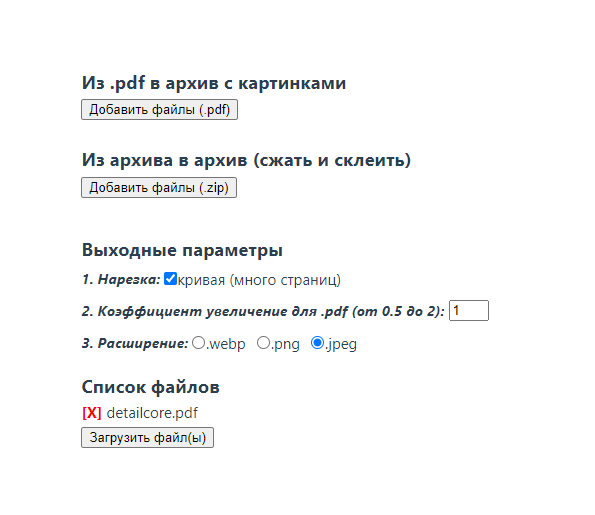 Из .pdf в архив с картинками
Добавить файлы (.pdf)
Из архива в архив (сжать и склеить)
Добавить файлы (.zip)
Выходные параметры
1. Нарезка: кривая (много страниц)
2. Коэффициент увеличение для .pdf (от 0.5 до 2): 1
3. Расширение: .webp .png .jpeg
Список файлов
[X] detailcore.pdf
Загрузить файл(ы)